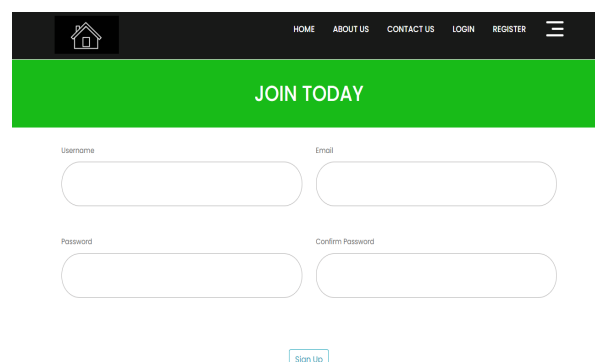 HOME ABOUT US CONTACT US LOGIN REGISTER
JOIN TODAY
Username Email
Password Confirm Password
Sign Up